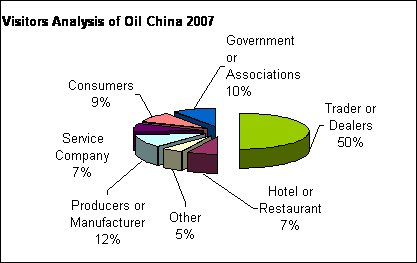 Visitors Analysis of Oil China 2007
Government
or
Associations
10%
Consumers
9%
Trader or
Dealers
50%
Service
Company
7%
Hotel or
Restaurant
7%
Producers or
Manufacturer
12%
Other
5%